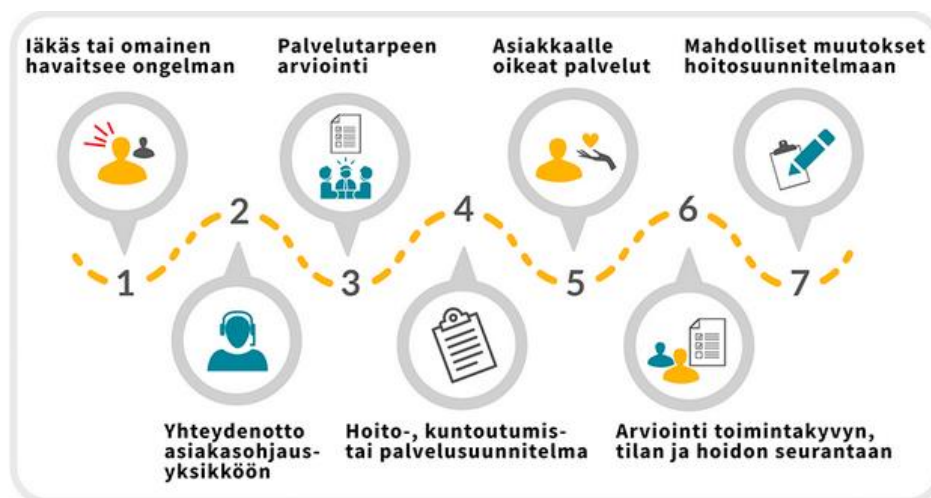 Iäkäs tai omainen
havaitsee ongelman
Palvelutarpeen
arviointi
Asiakkaalle
oikeat palvelut
Mahdolliset muutokset
hoitosuunnitelmaan
1
2
3
4
5
6
7
Yhteydenotto
asiakasohjaus-
yksikköön
Hoito-, kuntoutumis-
tai palvelusuunnitelma
Arviointi toimintakyvyn,
tilan ja hoidon seurantaan